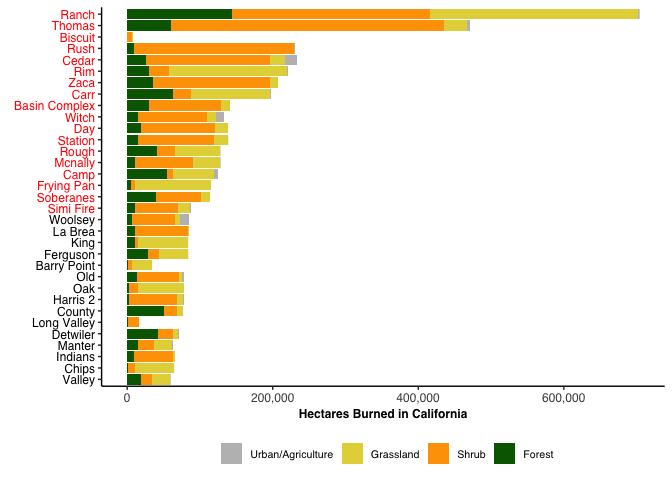 Ranch
Thomas
Biscuit
Rush
Cedar
Rim
Zaca
Carr
Basin Complex
Witch
Day
Station
Rough
Mcnally
Camp
Frying Pan
Soberanes
Simi Fire
Woolsey
La Brea
King
Ferguson
Barry Point
Old
Oak
Harris 2
County
Long Valley
Detwiler
Manter
Indians
Chips
Valley
0 200,000 400,000 600,000
Hectares Burned in California
Urban/Agriculture Grassland Shrub Forest